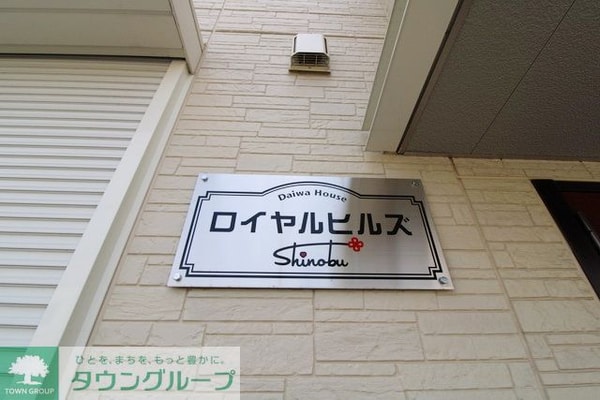 Daiwa House
ロイヤルヒルズ
Shinobu
ひとを、まちを、もっと豊かに。
タウングループ
TOWN GROUP